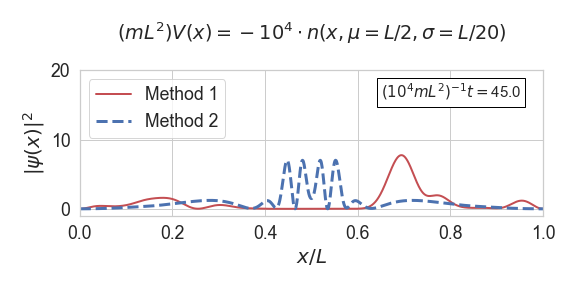 (mL²)V(x) = −10⁴ · n(x, μ = L/2, σ = L/20)
20
10
0
|ψ(x)|²
Method 1
Method 2
(10⁴mL²)⁻¹t = 45.0
0.0 0.2 0.4 0.6 0.8 1.0
x/L